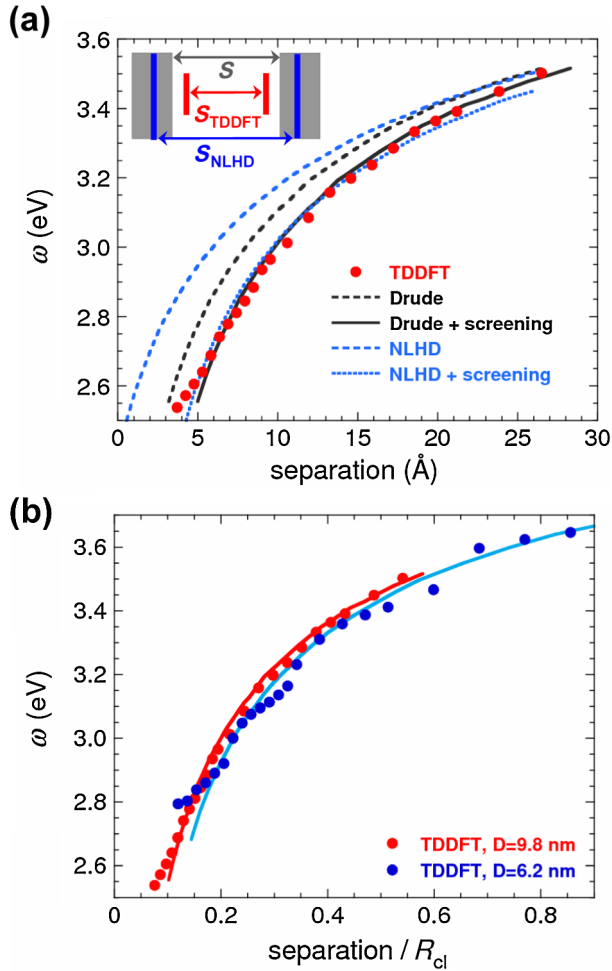 (a)
3.6
3.4
3.2
3.0
2.8
2.6
ω (eV)
S
STDDFT
SNLHD
TDDFT
Drude
Drude + screening
NLHD
NLHD + screening
0 5 10 15 20 25 30
separation (Å)
(b)
3.6
3.4
3.2
3.0
2.8
2.6
ω (eV)
TDDFT, D=9.8 nm
TDDFT, D=6.2 nm
0 0.2 0.4 0.6 0.8
separation / Rcl